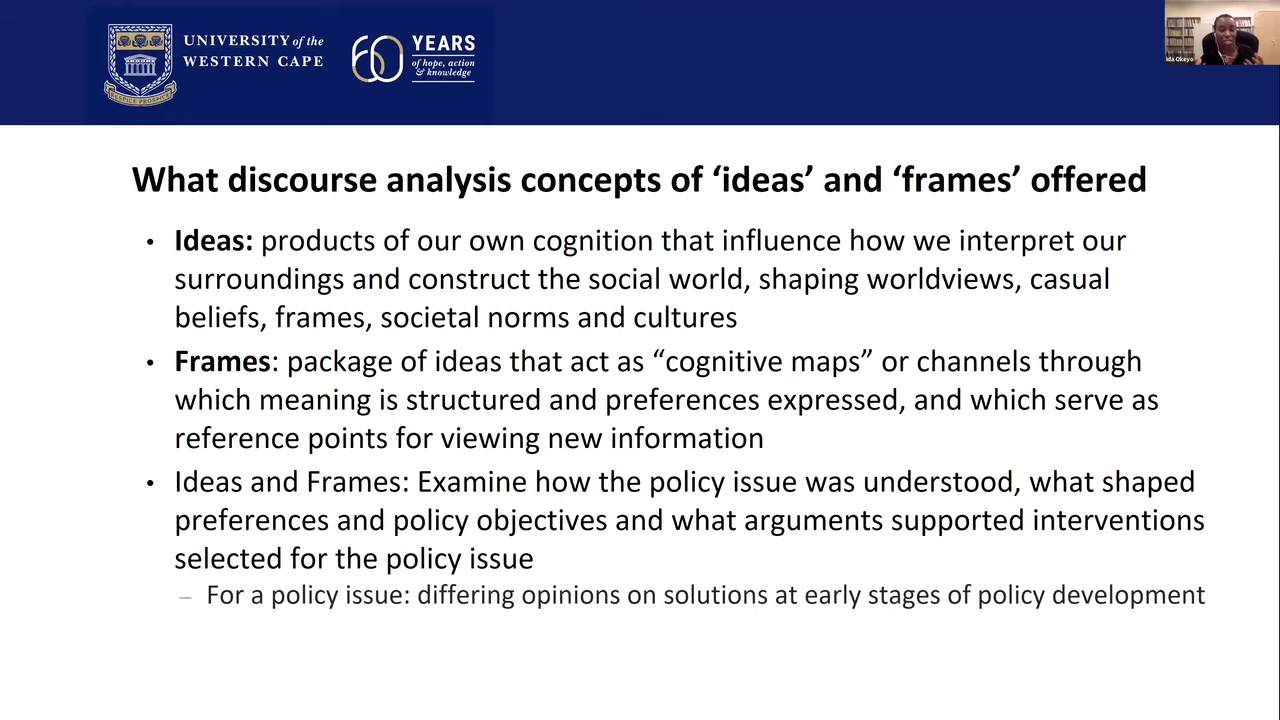 UNIVERSITY of the
WESTERN CAPE
60 YEARS
of hope, action
& knowledge
Ida Okeyo
What discourse analysis concepts of ‘ideas’ and ‘frames’ offered
• Ideas: products of our own cognition that influence how we interpret our
surroundings and construct the social world, shaping worldviews, casual
beliefs, frames, societal norms and cultures
• Frames: package of ideas that act as “cognitive maps” or channels through
which meaning is structured and preferences expressed, and which serve as
reference points for viewing new information
• Ideas and Frames: Examine how the policy issue was understood, what shaped
preferences and policy objectives and what arguments supported interventions
selected for the policy issue
– For a policy issue: differing opinions on solutions at early stages of policy development